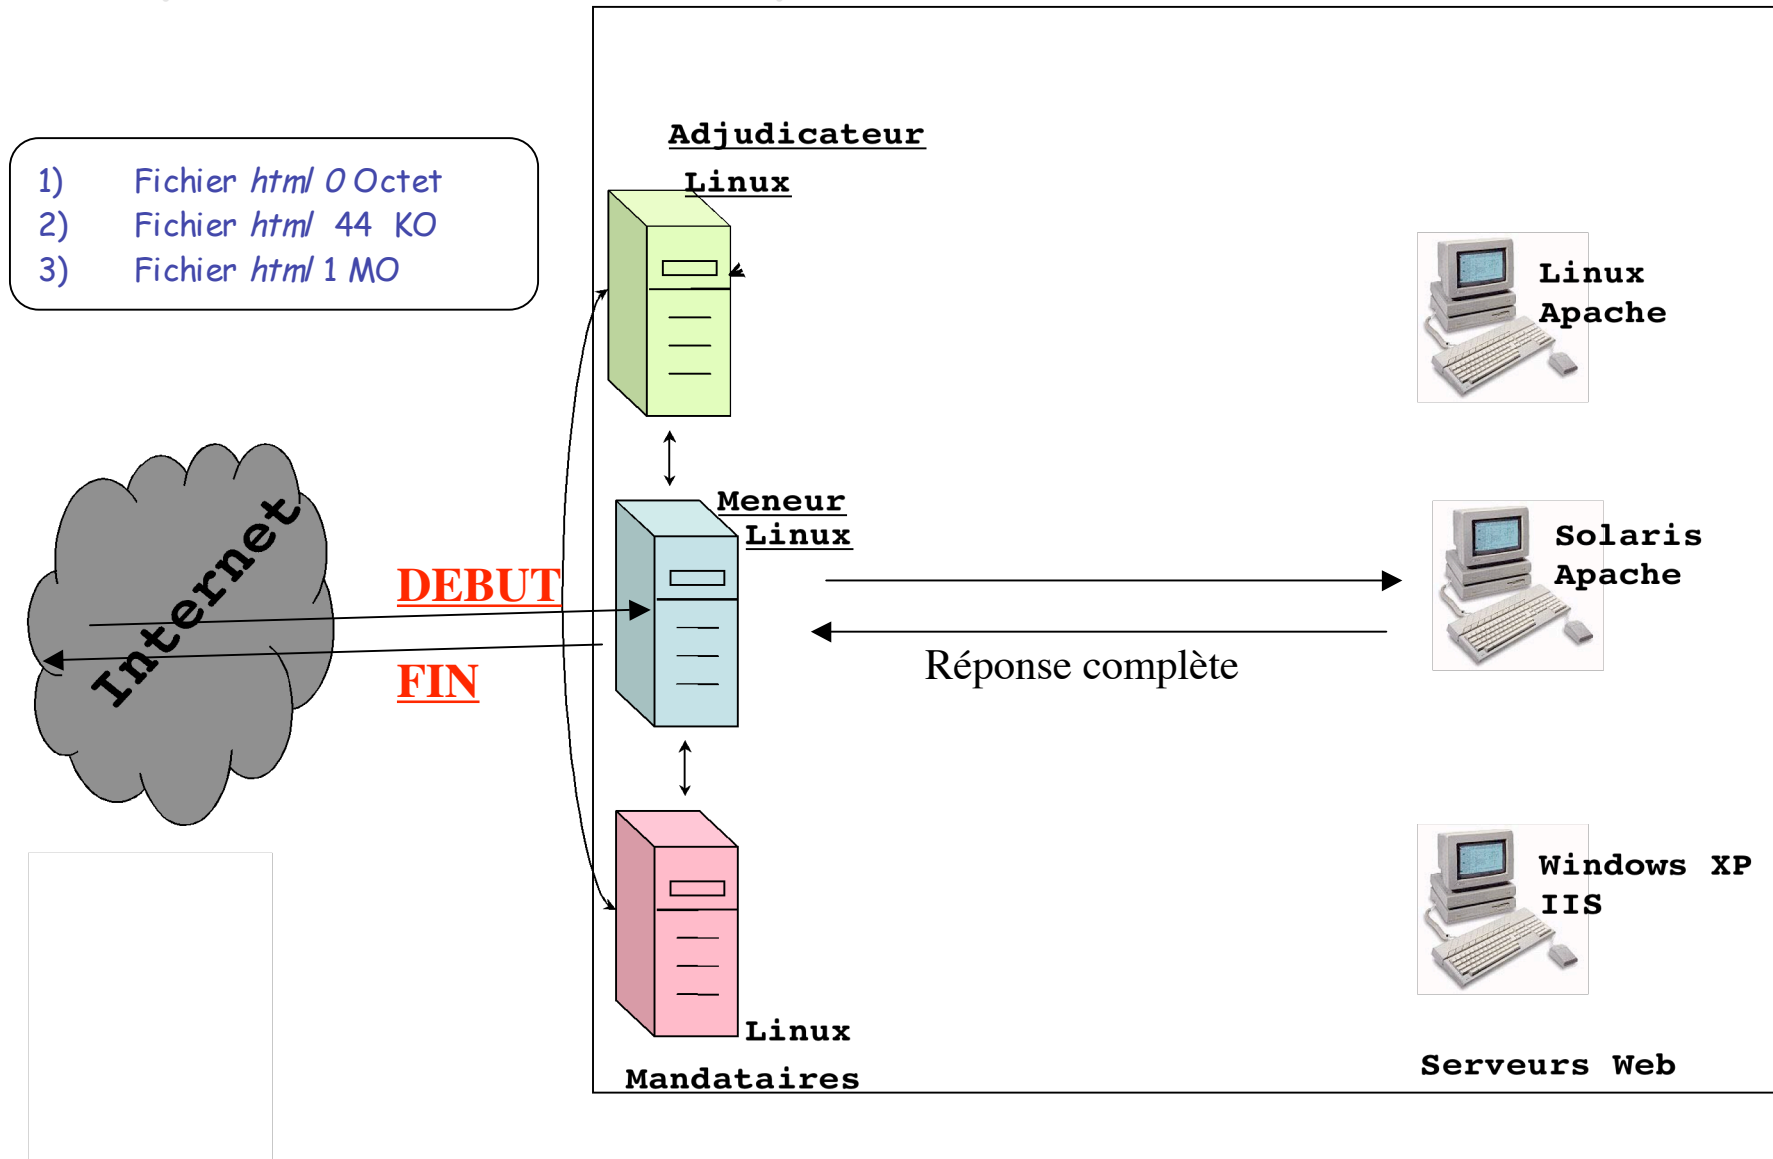 1) Fichier html 0 Octet
2) Fichier html 44 KO
3) Fichier html 1 MO
Adjudicateur
Linux
Linux
Apache
Internet
DEBUT
FIN
Meneur
Linux
Réponse complète
Solaris
Apache
Linux
Mandataires
Windows XP
IIS
Serveurs Web